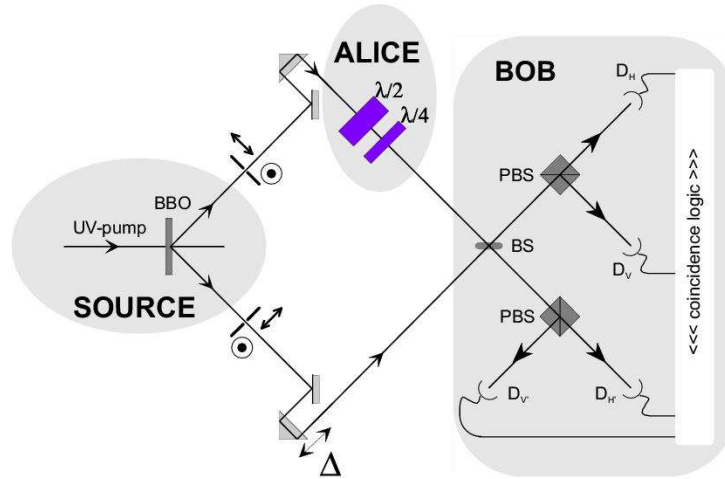 ALICE
λ/2
λ/4
BOB
D_H
PBS
BBO
UV-pump
SOURCE
BS
D_V
PBS
D_V'
D_H'
Δ
<<< coincidence logic >>>